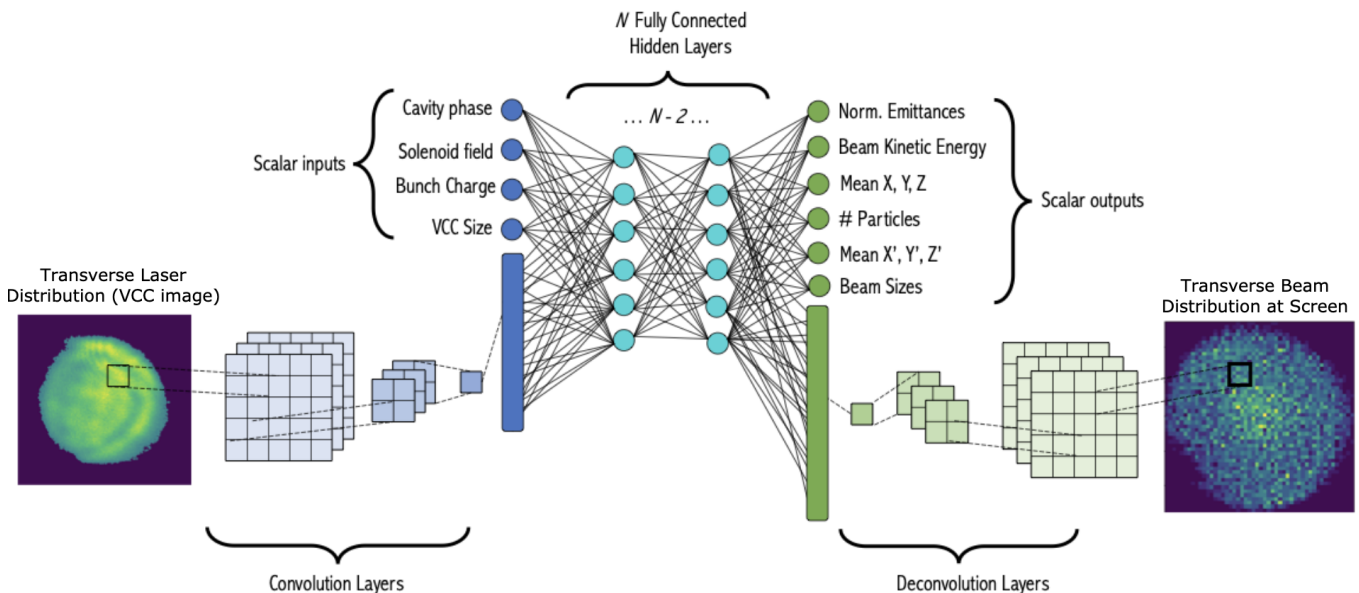 N Fully Connected
Hidden Layers
... N - 2 ...
Scalar inputs
Cavity phase
Solenoid field
Bunch Charge
VCC Size
Norm. Emittances
Beam Kinetic Energy
Mean X, Y, Z
# Particles
Mean X', Y', Z'
Beam Sizes
Scalar outputs
Transverse Laser
Distribution (VCC image)
Transverse Beam
Distribution at Screen
Convolution Layers
Deconvolution Layers